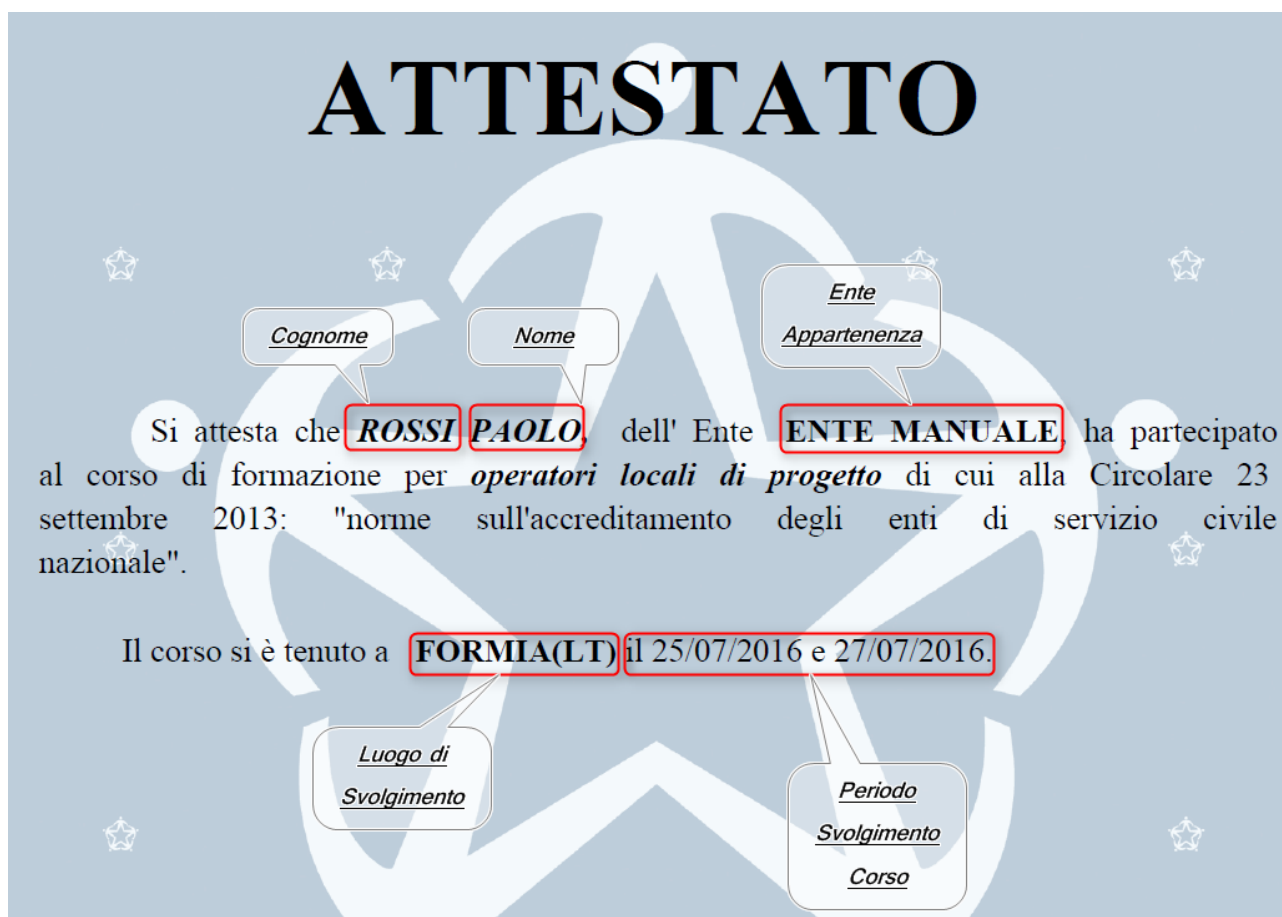 ATTESTATO
Ente
Appartenenza
Cognome
Nome
Si attesta che ROSSI PAOLO, dell' Ente ENTE MANUALE, ha partecipato
al corso di formazione per operatori locali di progetto di cui alla Circolare 23
settembre 2013: "norme sull'accreditamento degli enti di servizio civile
nazionale".
Il corso si è tenuto a FORMIA(LT) il 25/07/2016 e 27/07/2016.
Luogo di
Svolgimento
Periodo
Svolgimento
Corso